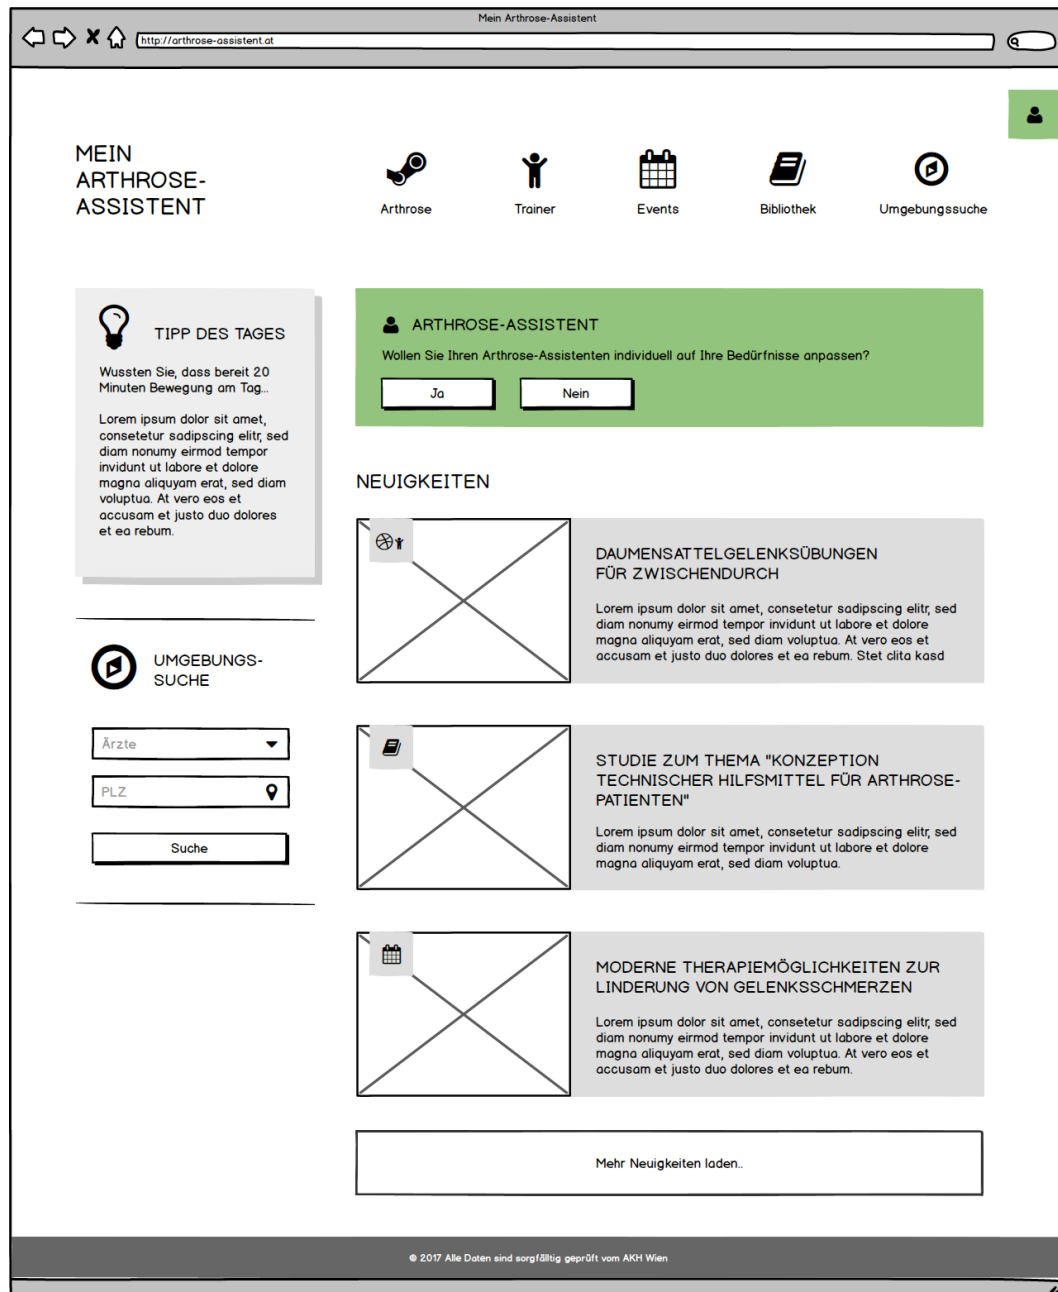 Mein Arthrose-Assistent
http://arthrose-assistent.at
MEIN
ARTHROSE-
ASSISTENT
Arthrose
Trainer
Events
Bibliothek
Umgebungssuche
TIPP DES TAGES
Wussten Sie, dass bereit 20
Minuten Bewegung am Tag...
Lorem ipsum dolor sit amet,
consetetur sadipscing elitr, sed
diam nonumy eirmod tempor
invidunt ut labore et dolore
magna aliquyam erat, sed diam
voluptua. At vero eos et
accusam et justo duo dolores
et ea rebum.
UMGEBUNGS-
SUCHE
Ärzte
PLZ
Suche
ARTHROSE-ASSISTENT
Wollen Sie Ihren Arthrose-Assistenten individuell auf Ihre Bedürfnisse anpassen?
Ja
Nein
NEUIGKEITEN
DAUMENSATTELGELENKSÜBUNGEN
FÜR ZWISCHENDURCH
Lorem ipsum dolor sit amet, consetetur sadipscing elitr, sed
diam nonumy eirmod tempor invidunt ut labore et dolore
magna aliquyam erat, sed diam voluptua. At vero eos et
accusam et justo duo dolores et ea rebum. Stet clita kasd
STUDIE ZUM THEMA "KONZEPTION
TECHNISCHER HILFSMITTEL FÜR ARTHROSE-
PATIENTEN"
Lorem ipsum dolor sit amet, consetetur sadipscing elitr, sed
diam nonumy eirmod tempor invidunt ut labore et dolore
magna aliquyam erat, sed diam voluptua.
MODERNE THERAPIEMÖGLICHKEITEN ZUR
LINDERUNG VON GELENKSSCHMERZEN
Lorem ipsum dolor sit amet, consetetur sadipscing elitr, sed
diam nonumy eirmod tempor invidunt ut labore et dolore
magna aliquyam erat, sed diam voluptua. At vero eos et
accusam et justo duo dolores et ea rebum.
Mehr Neuigkeiten laden..
© 2017 Alle Daten sind sorgfälltig geprüft vom AKH Wien